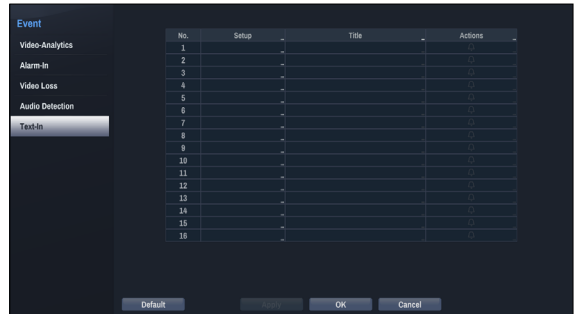 Event
Video-Analytics
Alarm-In
Video Loss
Audio Detection
Text-In
No. Setup Title Actions
1
2
3
4
5
6
7
8
9
10
11
12
13
14
15
16
Default Apply OK Cancel